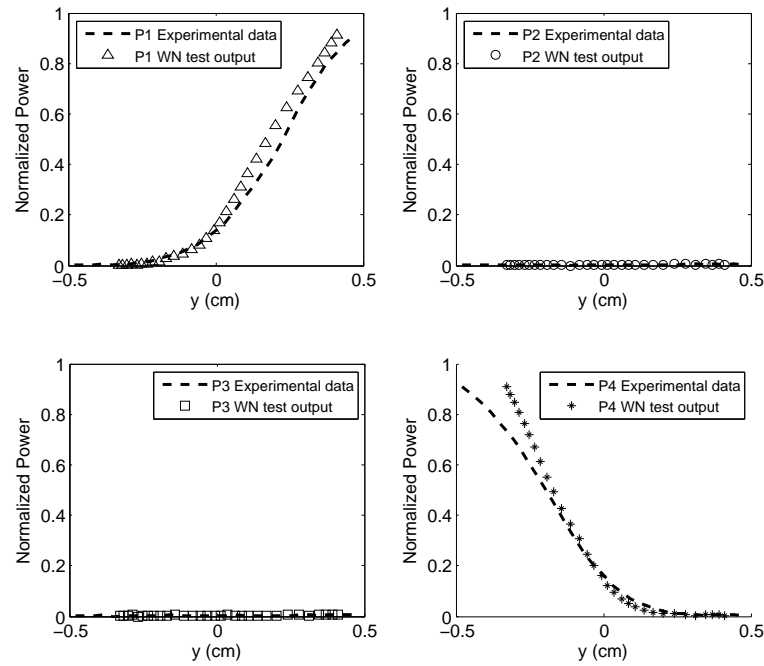 P1 Experimental data
P1 WN test output
Normalized Power
1
0.8
0.6
0.4
0.2
0
−0.5 0 0.5
y (cm)
P2 Experimental data
P2 WN test output
Normalized Power
1
0.8
0.6
0.4
0.2
0
−0.5 0 0.5
y (cm)
P3 Experimental data
P3 WN test output
Normalized Power
1
0.8
0.6
0.4
0.2
0
−0.5 0 0.5
y (cm)
P4 Experimental data
P4 WN test output
Normalized Power
1
0.8
0.6
0.4
0.2
0
−0.5 0 0.5
y (cm)